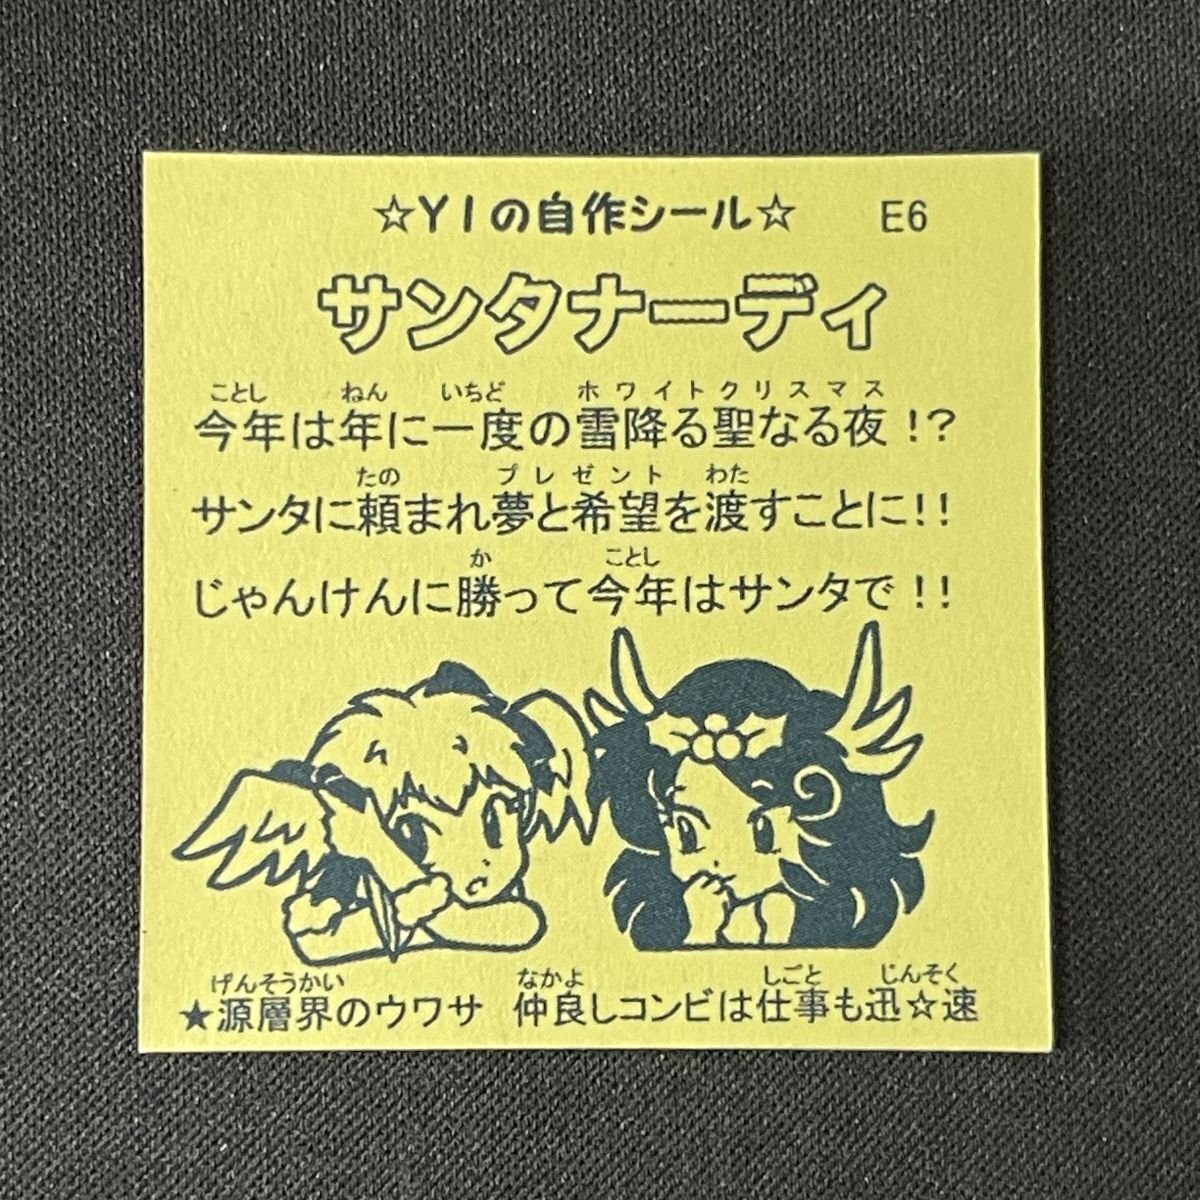 ☆YIの自作シール☆ E6
サンタナーディ
ことし ねん いちど ホワイトクリスマス
今年は年に一度の雪降る聖なる夜!?
たの プレゼント わた
サンタに頼まれ夢と希望を渡すことに!!
か ことし
じゃんけんに勝って今年はサンタで!!
げんそうかい なかよ しごと じんそく
★源層界のウワサ 仲良しコンビは仕事も迅☆速